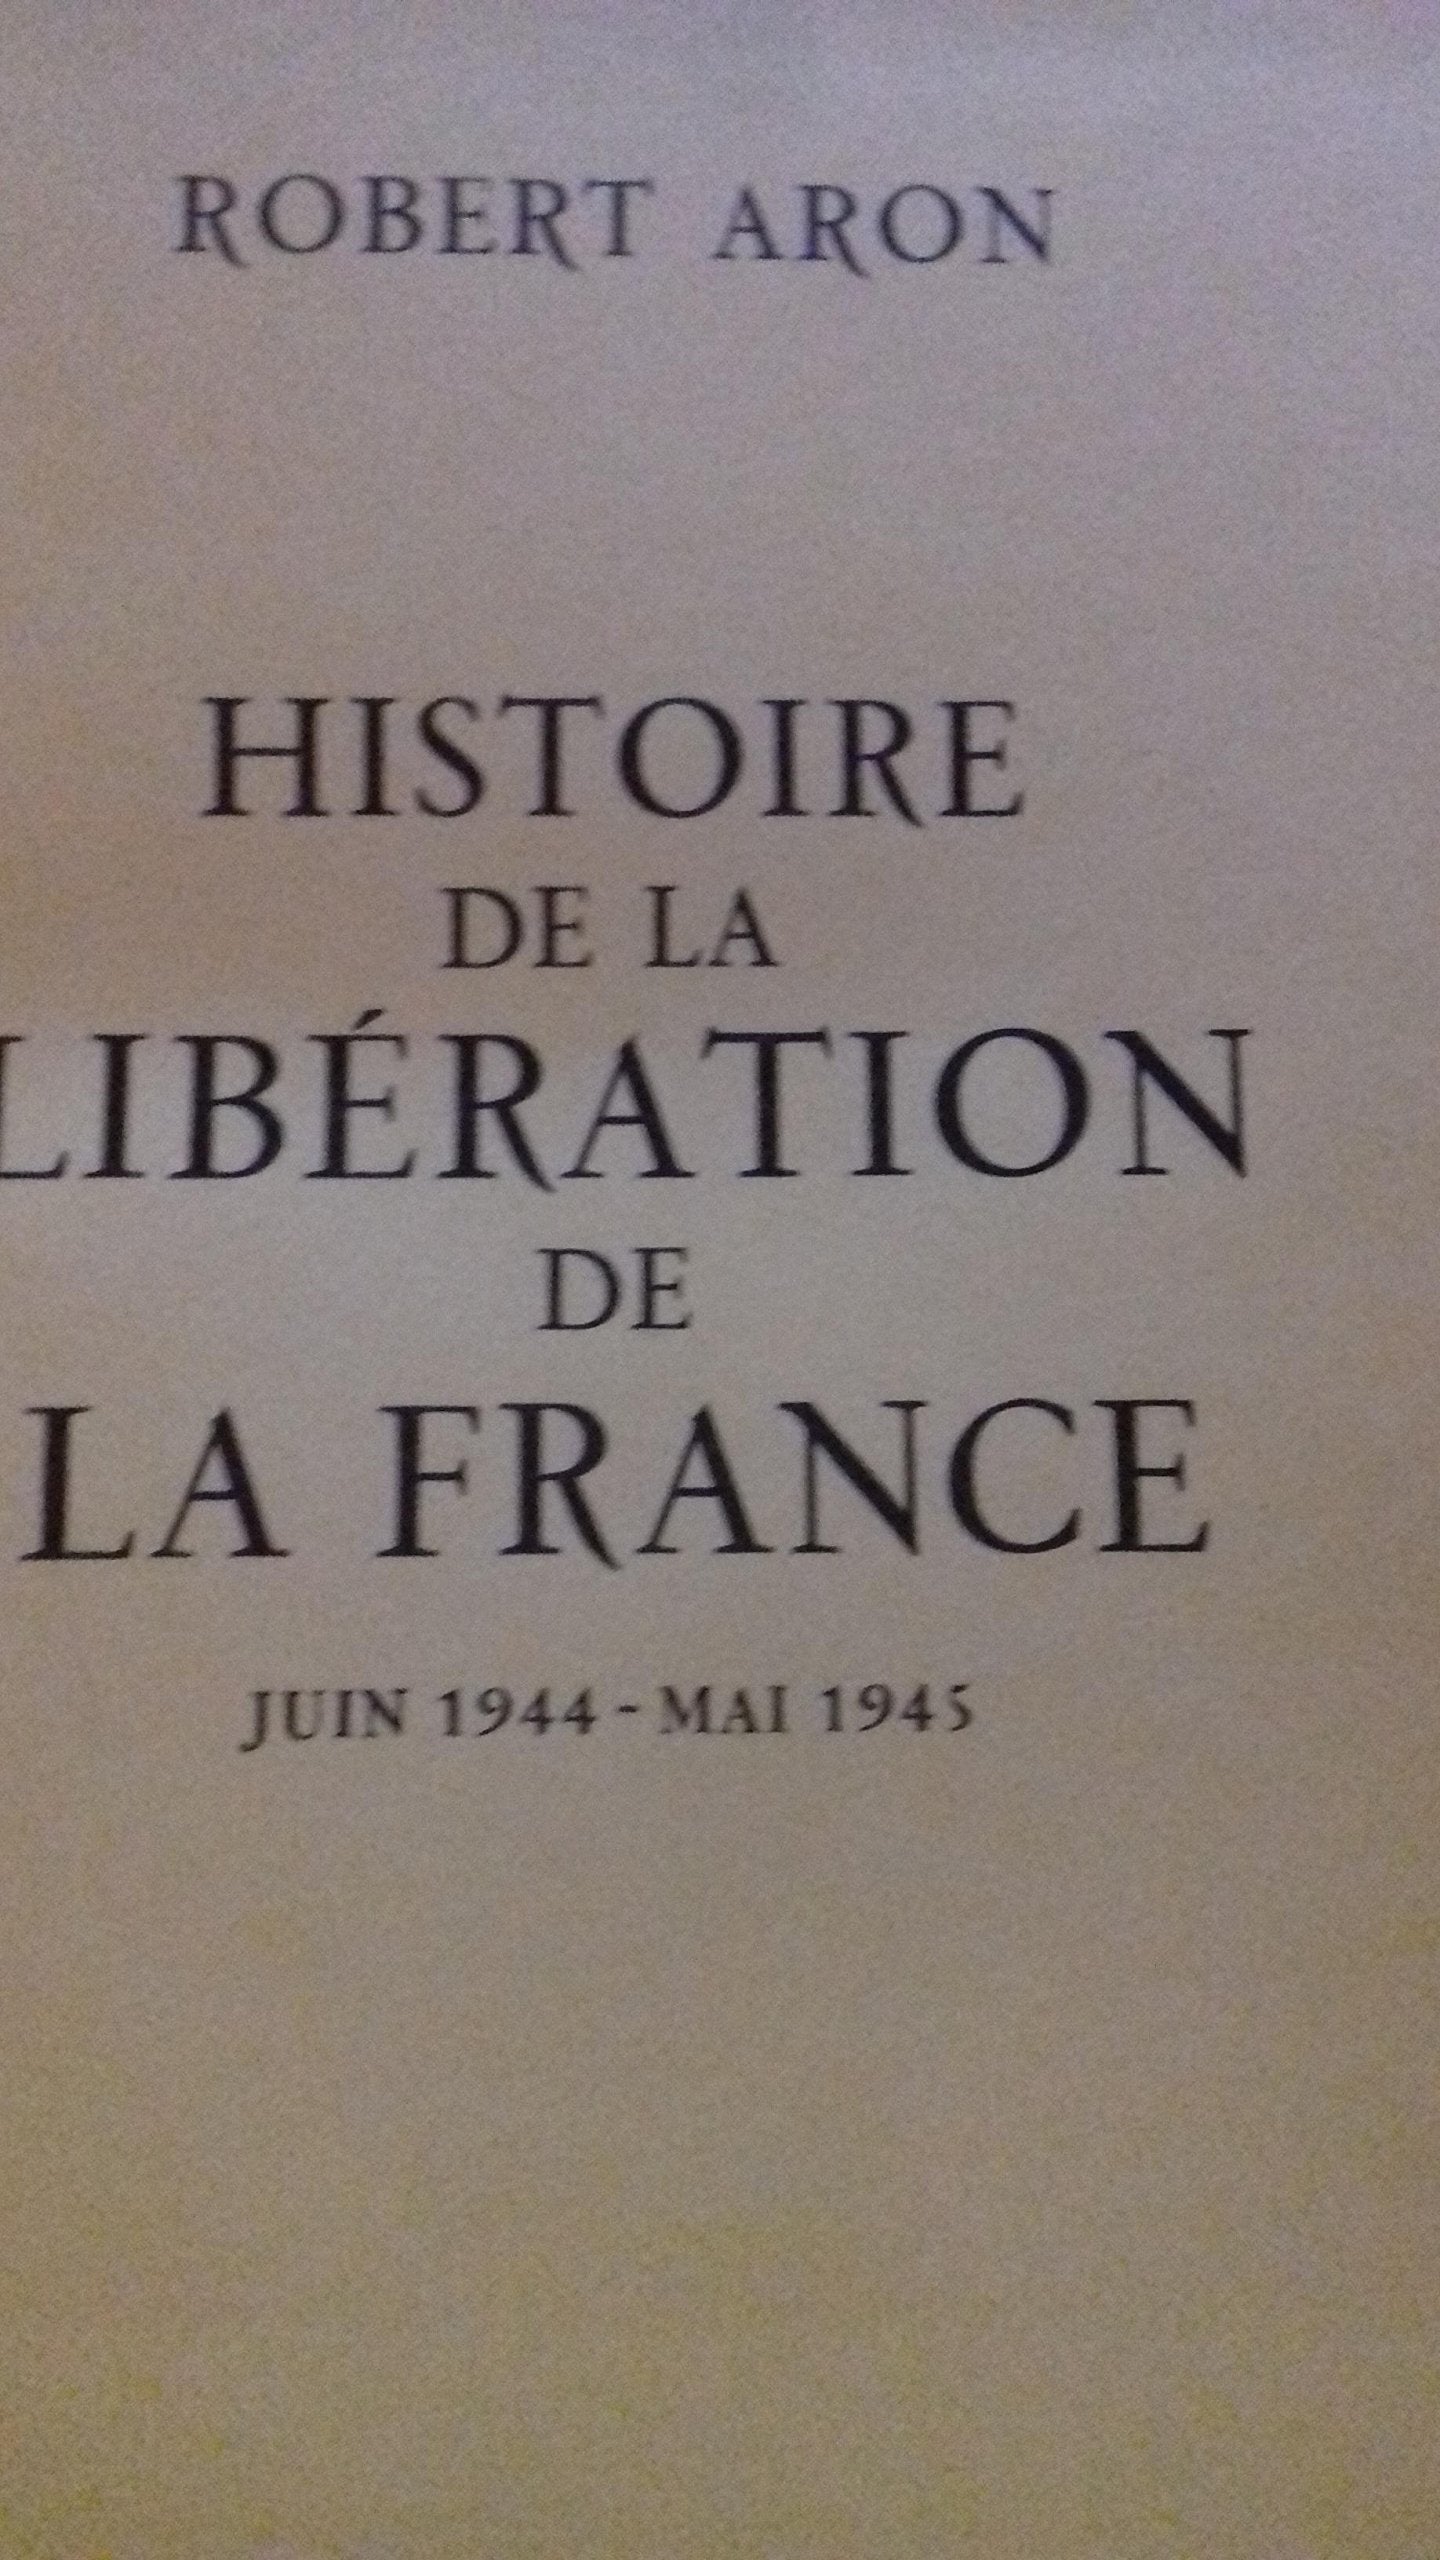 ROBERT ARON
HISTOIRE
DE LA
LIBÉRATION
DE
LA FRANCE
JUIN 1944 - MAI 1945